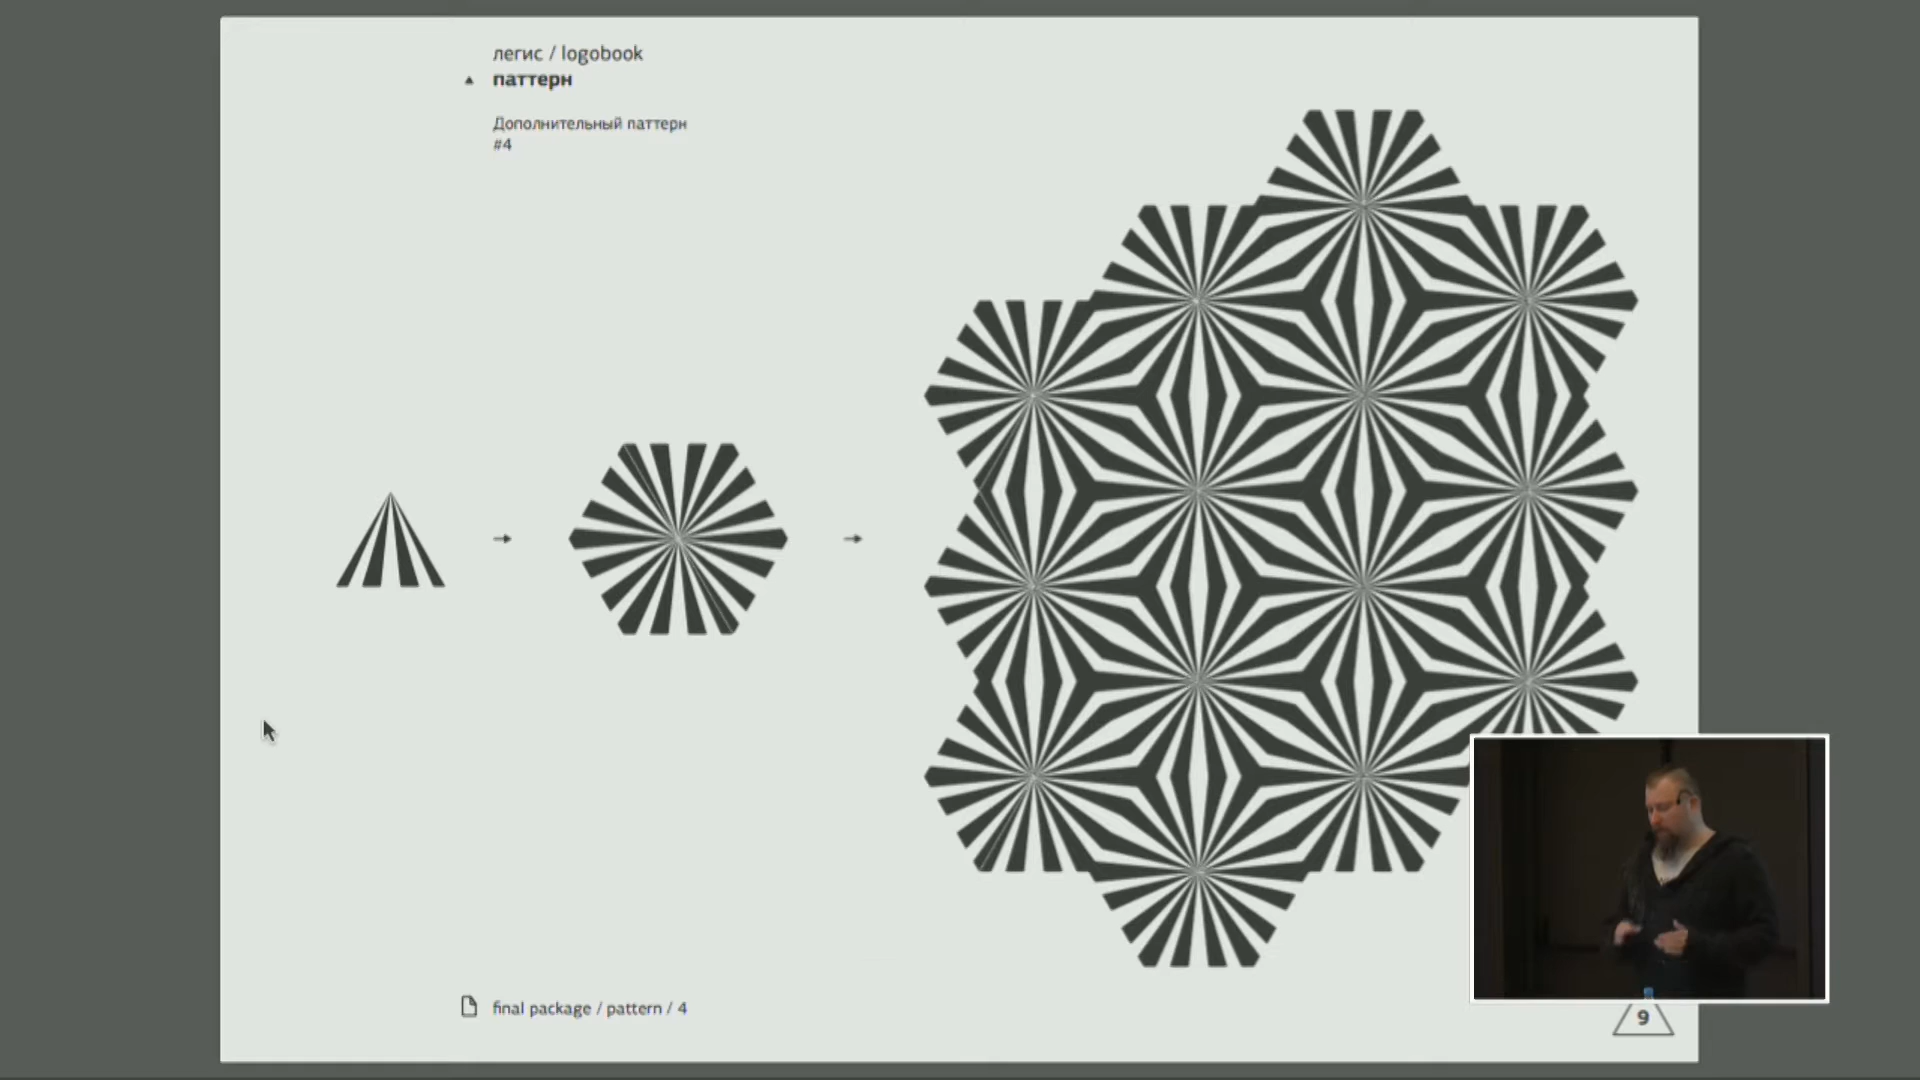 легис / logobook
паттерн
Дополнительный паттерн
#4
final package / pattern / 4
9